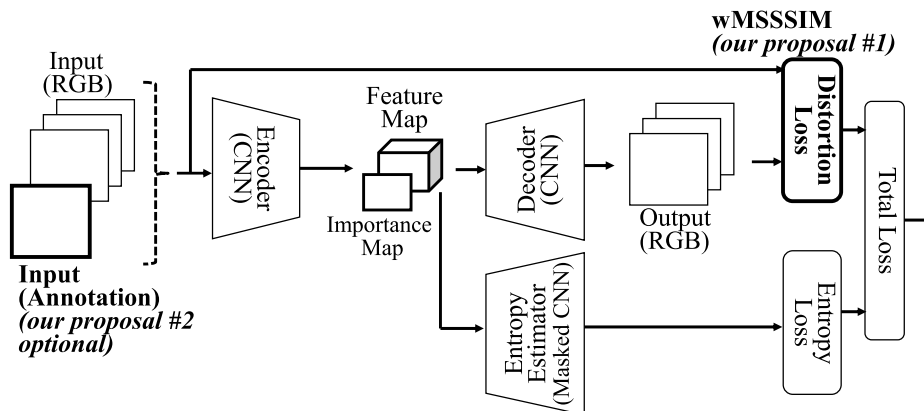 wMSSSIM
(our proposal #1)
Input
(RGB)
Input
(Annotation)
(our proposal #2
optional)
Encoder
(CNN)
Feature
Map
Importance
Map
Decoder
(CNN)
Output
(RGB)
Distortion
Loss
Entropy
Estimator
(Masked CNN)
Entropy
Loss
Total Loss